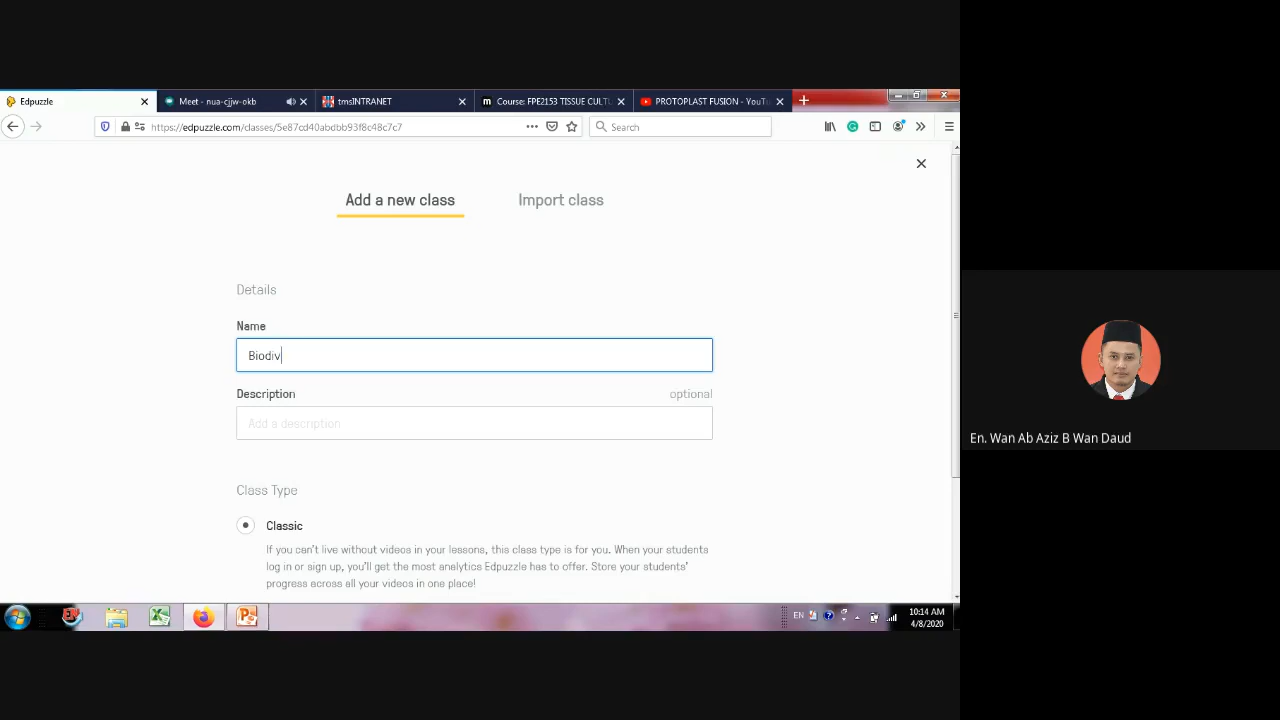 Edpuzzle
Meet - nua-cjjw-okb
tmsINTRANET
Course: FPE2153 TISSUE CULTU
PROTOPLAST FUSION - YouTu
https://edpuzzle.com/classes/5e87cd40abdbb93f8c48c7c7
Search
Add a new class
Import class
Details
Name
Biodiv
Description
optional
Add a description
Class Type
Classic
If you can't live without videos in your lessons, this class type is for you. When your students
log in or sign up, you'll get the most analytics Edpuzzle has to offer. Store your students'
progress across all your videos in one place!
En. Wan Ab Aziz B Wan Daud
EN
10:14 AM
4/8/2020